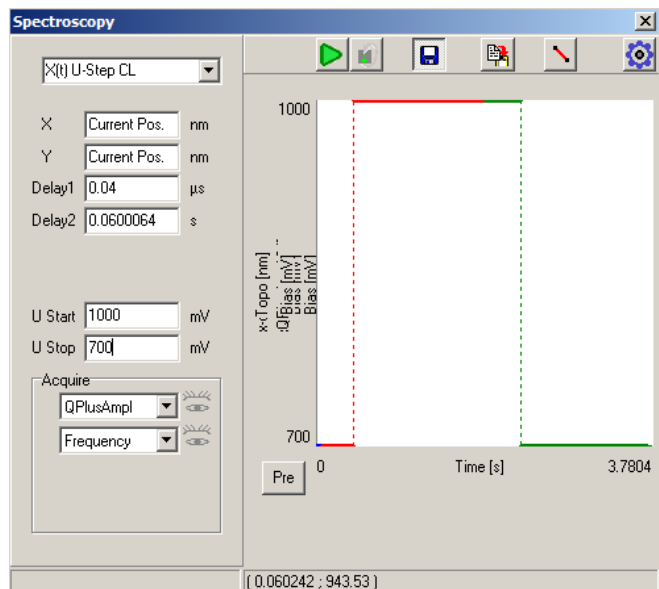 Spectroscopy
X(t) U-Step CL
X Current Pos. nm
Y Current Pos. nm
Delay1 0.04 µs
Delay2 0.0600064 s
U Start 1000 mV
U Stop 700 mV
Acquire
QPlusAmpl
Frequency
1000
Topo [nm]
Bias [mV]
Bias [mV]
700
0 Time [s] 3.7804
Pre
( 0.060242 ; 943.53 )